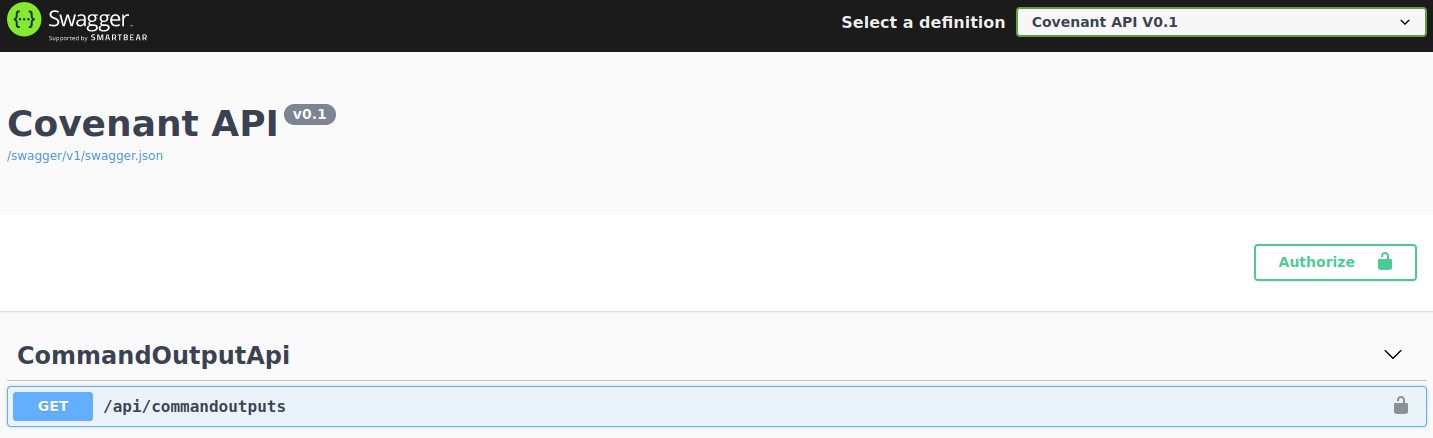 Swagger
Supported by SMARTBEAR
Select a definition
Covenant API V0.1
Covenant API v0.1
/swagger/v1/swagger.json
Authorize
CommandOutputApi
GET /api/commandoutputs